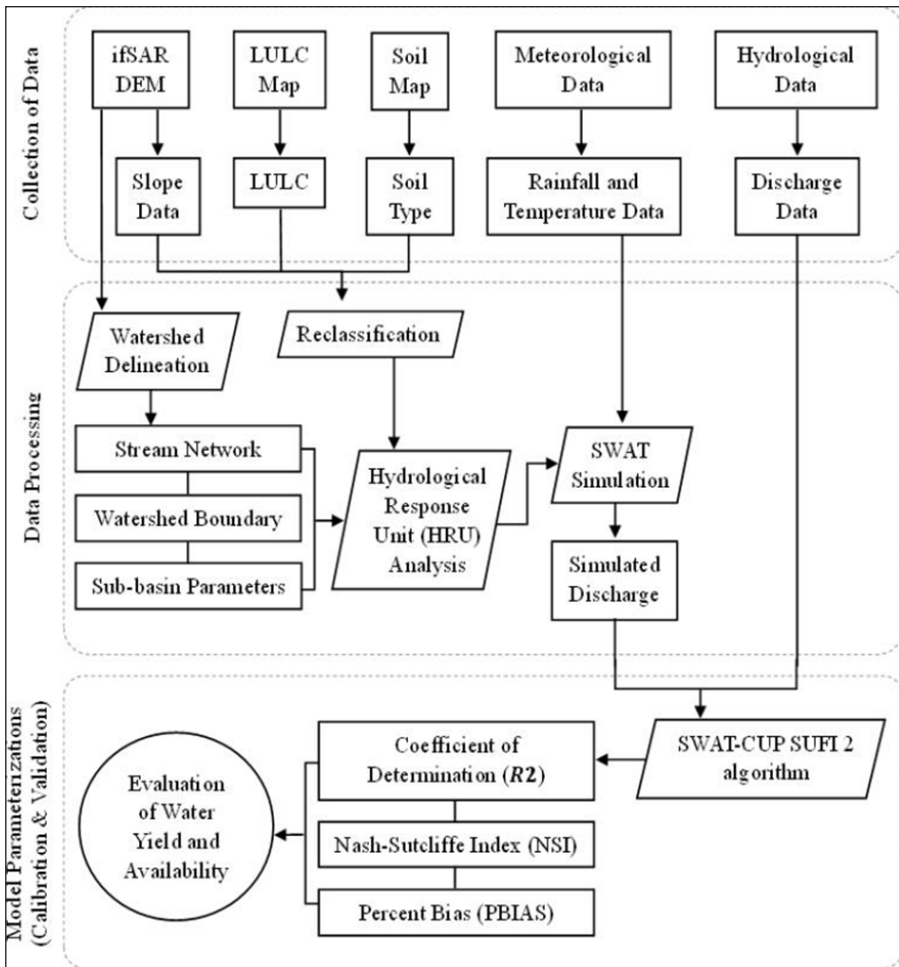 Collection of Data
ifSAR
DEM
LULC
Map
Soil
Map
Meteorological
Data
Hydrological
Data
Slope
Data
LULC
Soil
Type
Rainfall and
Temperature Data
Discharge
Data
Data Processing
Watershed
Delineation
Reclassification
Stream Network
Watershed Boundary
Sub-basin Parameters
Hydrological
Response
Unit (HRU)
Analysis
SWAT
Simulation
Simulated
Discharge
Model Parameterizations
(Calibration & Validation)
Evaluation
of Water
Yield and
Availability
Coefficient of
Determination (R2)
Nash-Sutcliffe Index (NSI)
Percent Bias (PBIAS)
SWAT-CUP SUFI 2
algorithm